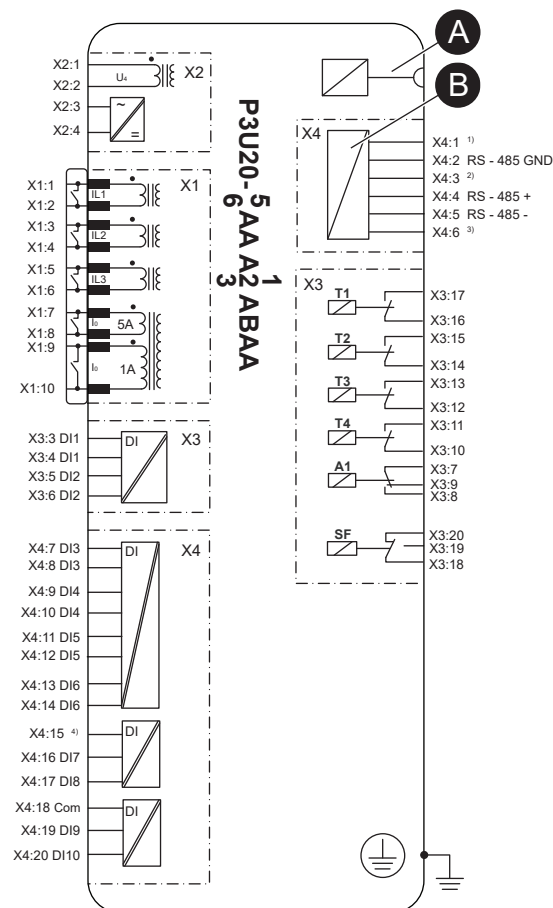 A
B
X2:1
X2:2
X2:3
X2:4
U4
X2
~
=
P3U20- 5 AA A2 1 ABAA
6 3
X1:1
X1:2
X1:3
X1:4
X1:5
X1:6
X1:7
X1:8
X1:9
X1:10
IL1
IL2
IL3
I0 5A
I0 1A
X1
X3:3 DI1
X3:4 DI1
X3:5 DI2
X3:6 DI2
DI
X3
X4:7 DI3
X4:8 DI3
X4:9 DI4
X4:10 DI4
X4:11 DI5
X4:12 DI5
X4:13 DI6
X4:14 DI6
DI
X4
X4:15 4)
X4:16 DI7
X4:17 DI8
DI
X4:18 Com
X4:19 DI9
X4:20 DI10
DI
X4
X4:1 1)
X4:2 RS - 485 GND
X4:3 2)
X4:4 RS - 485 +
X4:5 RS - 485 -
X4:6 3)
X3
T1
X3:17
X3:16
T2
X3:15
X3:14
T3
X3:13
X3:12
T4
X3:11
X3:10
A1
X3:7
X3:9
X3:8
SF
X3:20
X3:19
X3:18